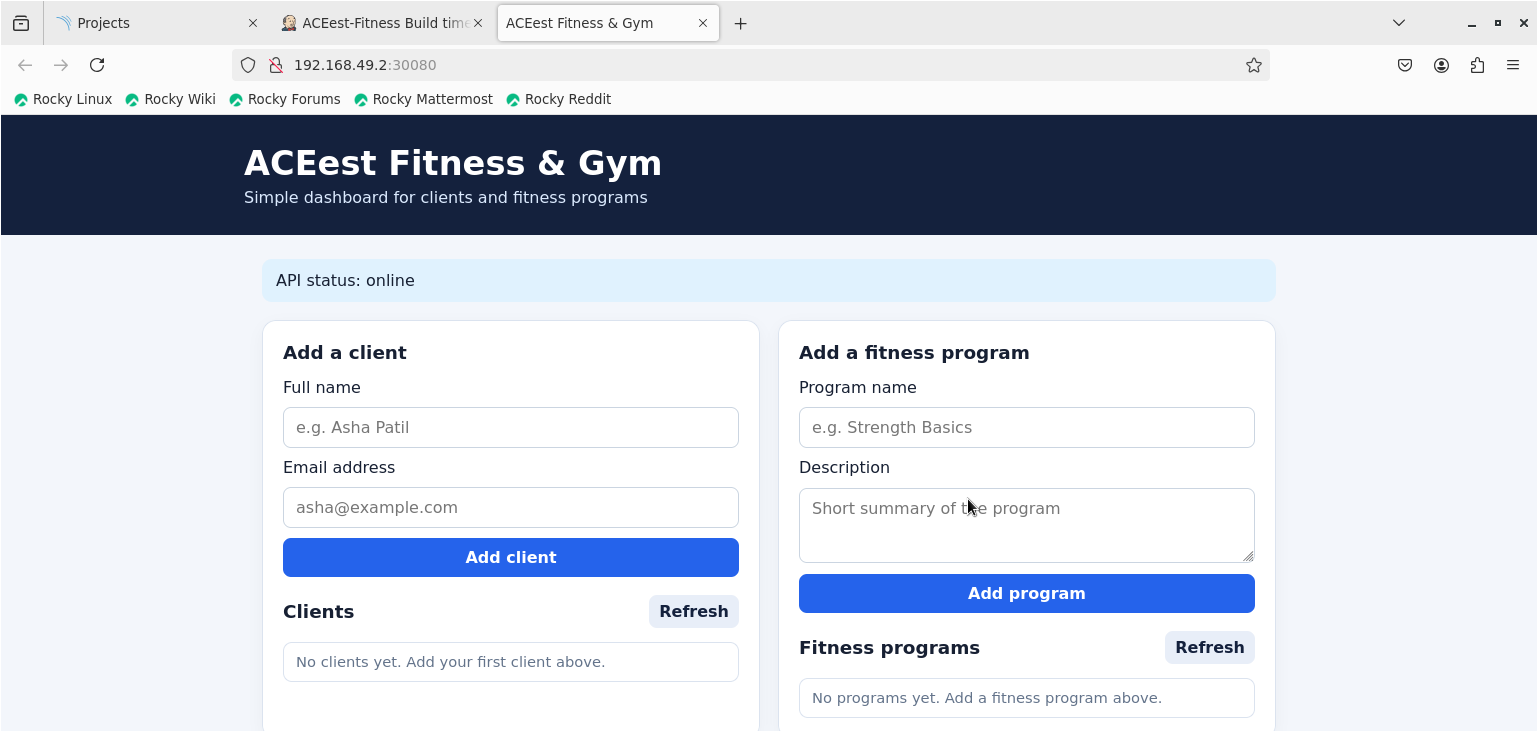 Projects
ACEest-Fitness Build time
ACEest Fitness & Gym
192.168.49.2:30080
Rocky Linux
Rocky Wiki
Rocky Forums
Rocky Mattermost
Rocky Reddit
ACEest Fitness & Gym
Simple dashboard for clients and fitness programs
API status: online
Add a client
Full name
e.g. Asha Patil
Email address
asha@example.com
Add client
Clients
Refresh
No clients yet. Add your first client above.
Add a fitness program
Program name
e.g. Strength Basics
Description
Short summary of the program
Add program
Fitness programs
Refresh
No programs yet. Add a fitness program above.